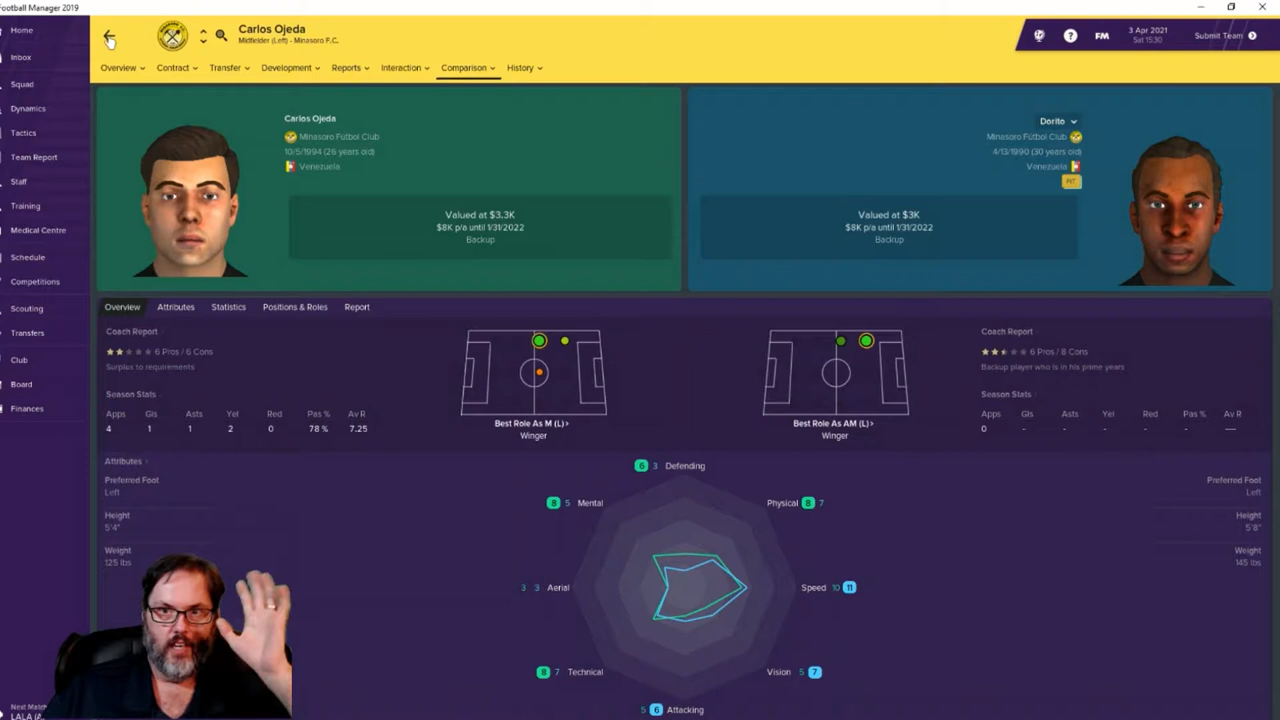 Football Manager 2019
Home
Inbox
Squad
Dynamics
Tactics
Team Report
Staff
Training
Medical Centre
Schedule
Competitions
Scouting
Transfers
Club
Board
Finances
Next Match
LALA (A
Carlos Ojeda
Midfielder (Left) - Minasoro F.C.
FM
3 Apr 2021
Sat 15:30
Submit Team
Overview Contract Transfer Development Reports Interaction Comparison History
Carlos Ojeda
Minasoro Fútbol Club
10/5/1994 (26 years old)
Venezuela
Valued at $3.3K
$8K p/a until 1/31/2022
Backup
Dorito
Minasoro Fútbol Club
4/13/1990 (30 years old)
Venezuela
Valued at $3K
$8K p/a until 1/31/2022
Backup
Overview Attributes Statistics Positions & Roles Report
Coach Report
6 Pros / 6 Cons
Surplus to requirements
Season Stats
Apps Gls Asts Yel Red Pas % Av R
4 1 1 2 0 78 % 7.25
Best Role As M (L) >
Winger
Best Role As AM (L) >
Winger
Coach Report
6 Pros / 8 Cons
Backup player who is in his prime years
Season Stats
Apps Gls Asts Yel Red Pas % Av R
0 - - - - - —
Attributes
Preferred Foot
Left
Height
5'4"
Weight
125 lbs
6 3 Defending
8 5 Mental
Physical 8 7
3 3 Aerial
Speed 10 11
8 7 Technical
Vision 5 7
5 6 Attacking
Preferred Foot
Left
Height
5'8"
Weight
145 lbs